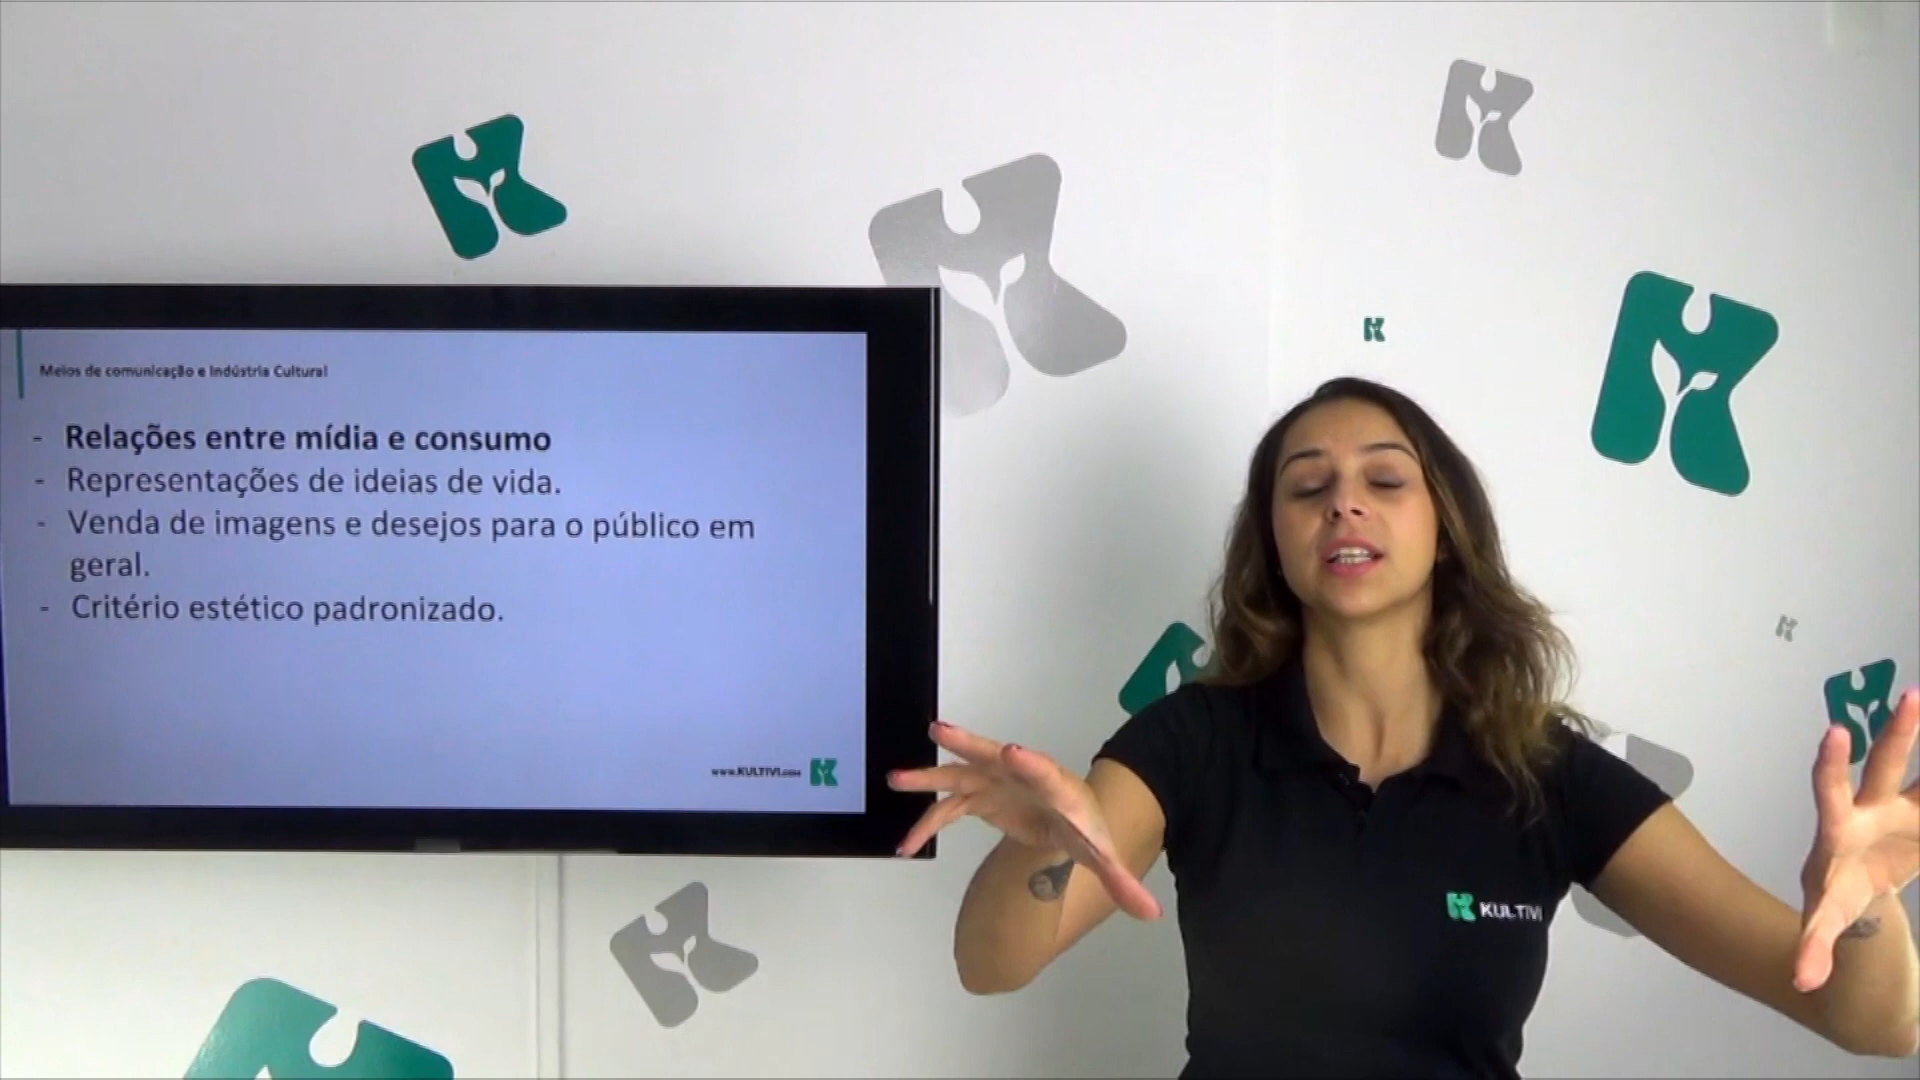 Meios de comunicação e Indústria Cultural
- Relações entre mídia e consumo
- Representações de ideias de vida.
- Venda de imagens e desejos para o público em
geral.
- Critério estético padronizado.
www.KULTIVI.com
KULTIVI